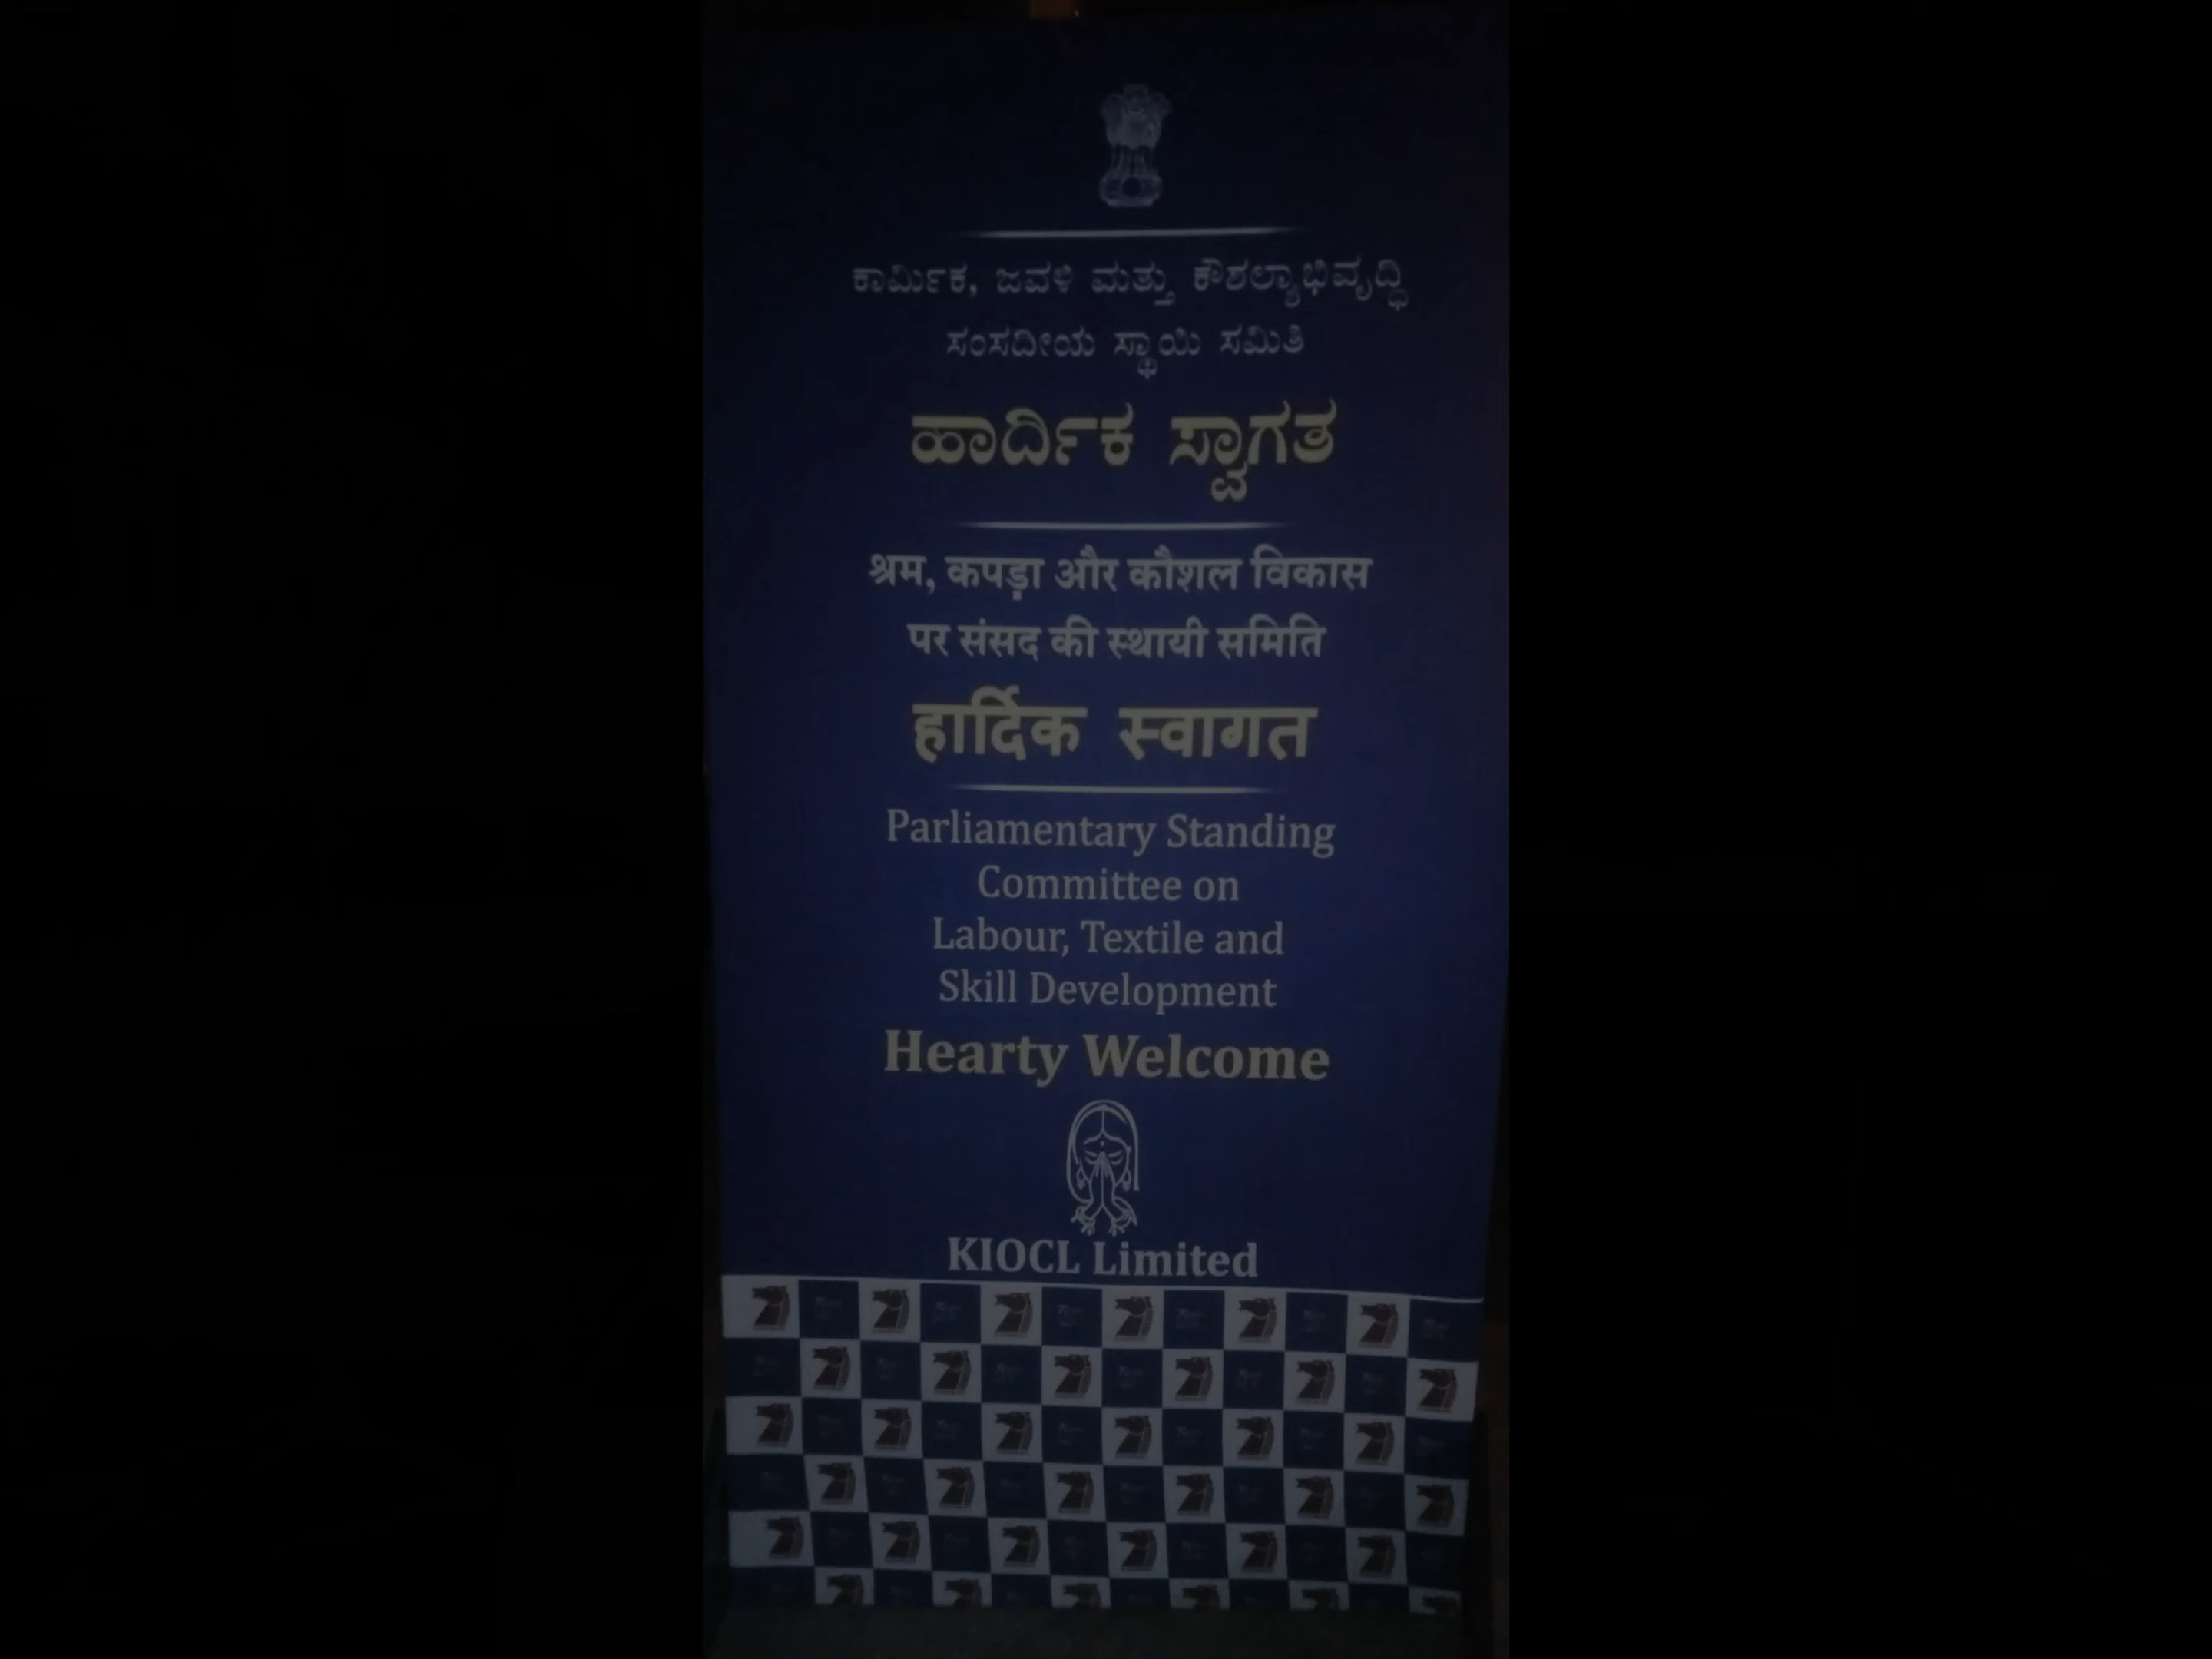 ಕಾರ್ಮಿಕ, ಜವಳಿ ಮತ್ತು ಕೌಶಲ್ಯಾಭಿವೃದ್ಧಿ
ಸಂಸದೀಯ ಸ್ಥಾಯಿ ಸಮಿತಿ
ಹಾರ್ದಿಕ ಸ್ವಾಗತ
श्रम, कपड़ा और कौशल विकास
पर संसद की स्थायी समिति
हार्दिक स्वागत
Parliamentary Standing
Committee on
Labour, Textile and
Skill Development
Hearty Welcome
KIOCL Limited